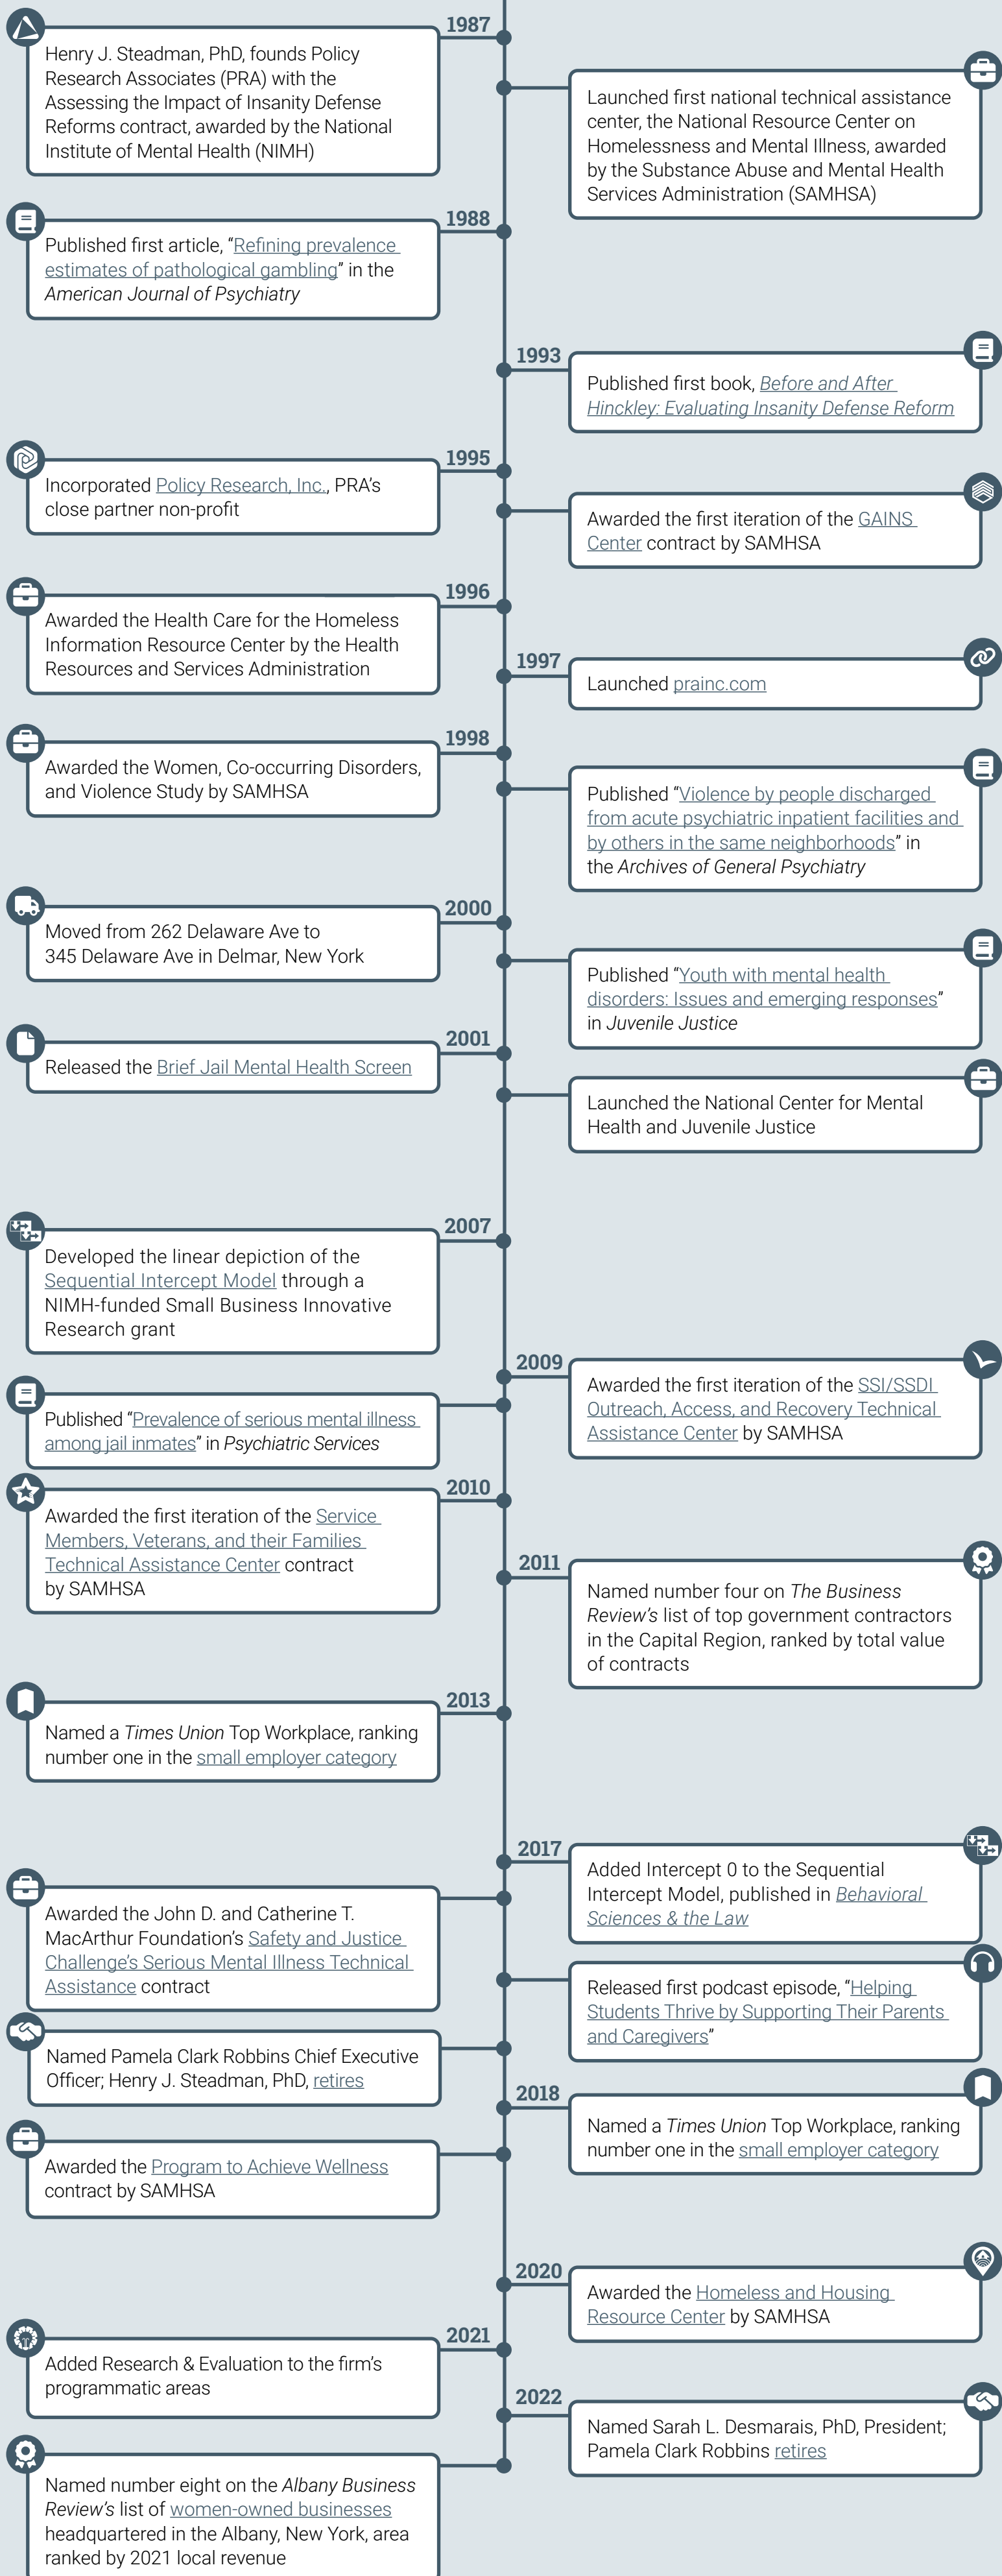 1987
Henry J. Steadman, PhD, founds Policy
Research Associates (PRA) with the
Assessing the Impact of Insanity Defense
Reforms contract, awarded by the National
Institute of Mental Health (NIMH)
Launched first national technical assistance
center, the National Resource Center on
Homelessness and Mental Illness, awarded
by the Substance Abuse and Mental Health
Services Administration (SAMHSA)
1988
Published first article, “Refining prevalence
estimates of pathological gambling” in the
American Journal of Psychiatry
1993
Published first book, Before and After
Hinckley: Evaluating Insanity Defense Reform
1995
Incorporated Policy Research, Inc., PRA’s
close partner non-profit
Awarded the first iteration of the GAINS
Center contract by SAMHSA
1996
Awarded the Health Care for the Homeless
Information Resource Center by the Health
Resources and Services Administration
1997
Launched prainc.com
1998
Awarded the Women, Co-occurring Disorders,
and Violence Study by SAMHSA
Published “Violence by people discharged
from acute psychiatric inpatient facilities and
by others in the same neighborhoods” in
the Archives of General Psychiatry
2000
Moved from 262 Delaware Ave to
345 Delaware Ave in Delmar, New York
Published “Youth with mental health
disorders: Issues and emerging responses”
in Juvenile Justice
2001
Released the Brief Jail Mental Health Screen
Launched the National Center for Mental
Health and Juvenile Justice
2007
Developed the linear depiction of the
Sequential Intercept Model through a
NIMH-funded Small Business Innovative
Research grant
2009
Awarded the first iteration of the SSI/SSDI
Outreach, Access, and Recovery Technical
Assistance Center by SAMHSA
Published “Prevalence of serious mental illness
among jail inmates” in Psychiatric Services
2010
Awarded the first iteration of the Service
Members, Veterans, and their Families
Technical Assistance Center contract
by SAMHSA
2011
Named number four on The Business
Review’s list of top government contractors
in the Capital Region, ranked by total value
of contracts
2013
Named a Times Union Top Workplace, ranking
number one in the small employer category
2017
Added Intercept 0 to the Sequential
Intercept Model, published in Behavioral
Sciences & the Law
Awarded the John D. and Catherine T.
MacArthur Foundation’s Safety and Justice
Challenge’s Serious Mental Illness Technical
Assistance contract
Released first podcast episode, “Helping
Students Thrive by Supporting Their Parents
and Caregivers”
Named Pamela Clark Robbins Chief Executive
Officer; Henry J. Steadman, PhD, retires
2018
Named a Times Union Top Workplace, ranking
number one in the small employer category
Awarded the Program to Achieve Wellness
contract by SAMHSA
2020
Awarded the Homeless and Housing
Resource Center by SAMHSA
2021
Added Research & Evaluation to the firm’s
programmatic areas
2022
Named Sarah L. Desmarais, PhD, President;
Pamela Clark Robbins retires
Named number eight on the Albany Business
Review’s list of women-owned businesses
headquartered in the Albany, New York, area
ranked by 2021 local revenue